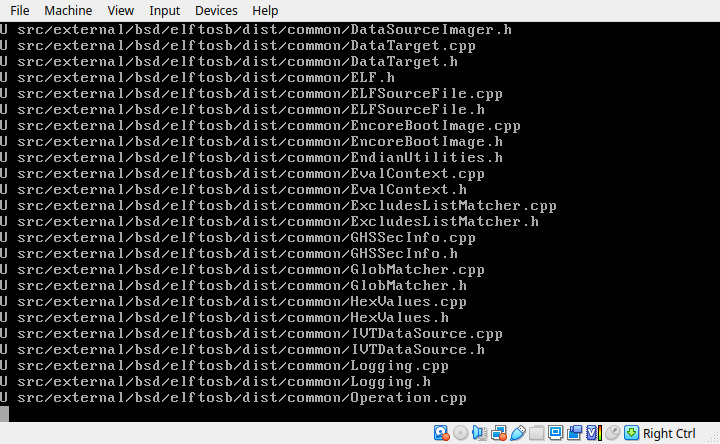 File Machine View Input Devices Help
U src/external/bsd/elftosb/dist/common/DataSourceImager.h
U src/external/bsd/elftosb/dist/common/DataTarget.cpp
U src/external/bsd/elftosb/dist/common/DataTarget.h
U src/external/bsd/elftosb/dist/common/ELF.h
U src/external/bsd/elftosb/dist/common/ELFSourceFile.cpp
U src/external/bsd/elftosb/dist/common/ELFSourceFile.h
U src/external/bsd/elftosb/dist/common/EncoreBootImage.cpp
U src/external/bsd/elftosb/dist/common/EncoreBootImage.h
U src/external/bsd/elftosb/dist/common/EndianUtilities.h
U src/external/bsd/elftosb/dist/common/EvalContext.cpp
U src/external/bsd/elftosb/dist/common/EvalContext.h
U src/external/bsd/elftosb/dist/common/ExcludesListMatcher.cpp
U src/external/bsd/elftosb/dist/common/ExcludesListMatcher.h
U src/external/bsd/elftosb/dist/common/GHSSecInfo.cpp
U src/external/bsd/elftosb/dist/common/GHSSecInfo.h
U src/external/bsd/elftosb/dist/common/GlobMatcher.cpp
U src/external/bsd/elftosb/dist/common/GlobMatcher.h
U src/external/bsd/elftosb/dist/common/HexValues.cpp
U src/external/bsd/elftosb/dist/common/HexValues.h
U src/external/bsd/elftosb/dist/common/IVTDataSource.cpp
U src/external/bsd/elftosb/dist/common/IVTDataSource.h
U src/external/bsd/elftosb/dist/common/Logging.cpp
U src/external/bsd/elftosb/dist/common/Logging.h
U src/external/bsd/elftosb/dist/common/Operation.cpp
Right Ctrl